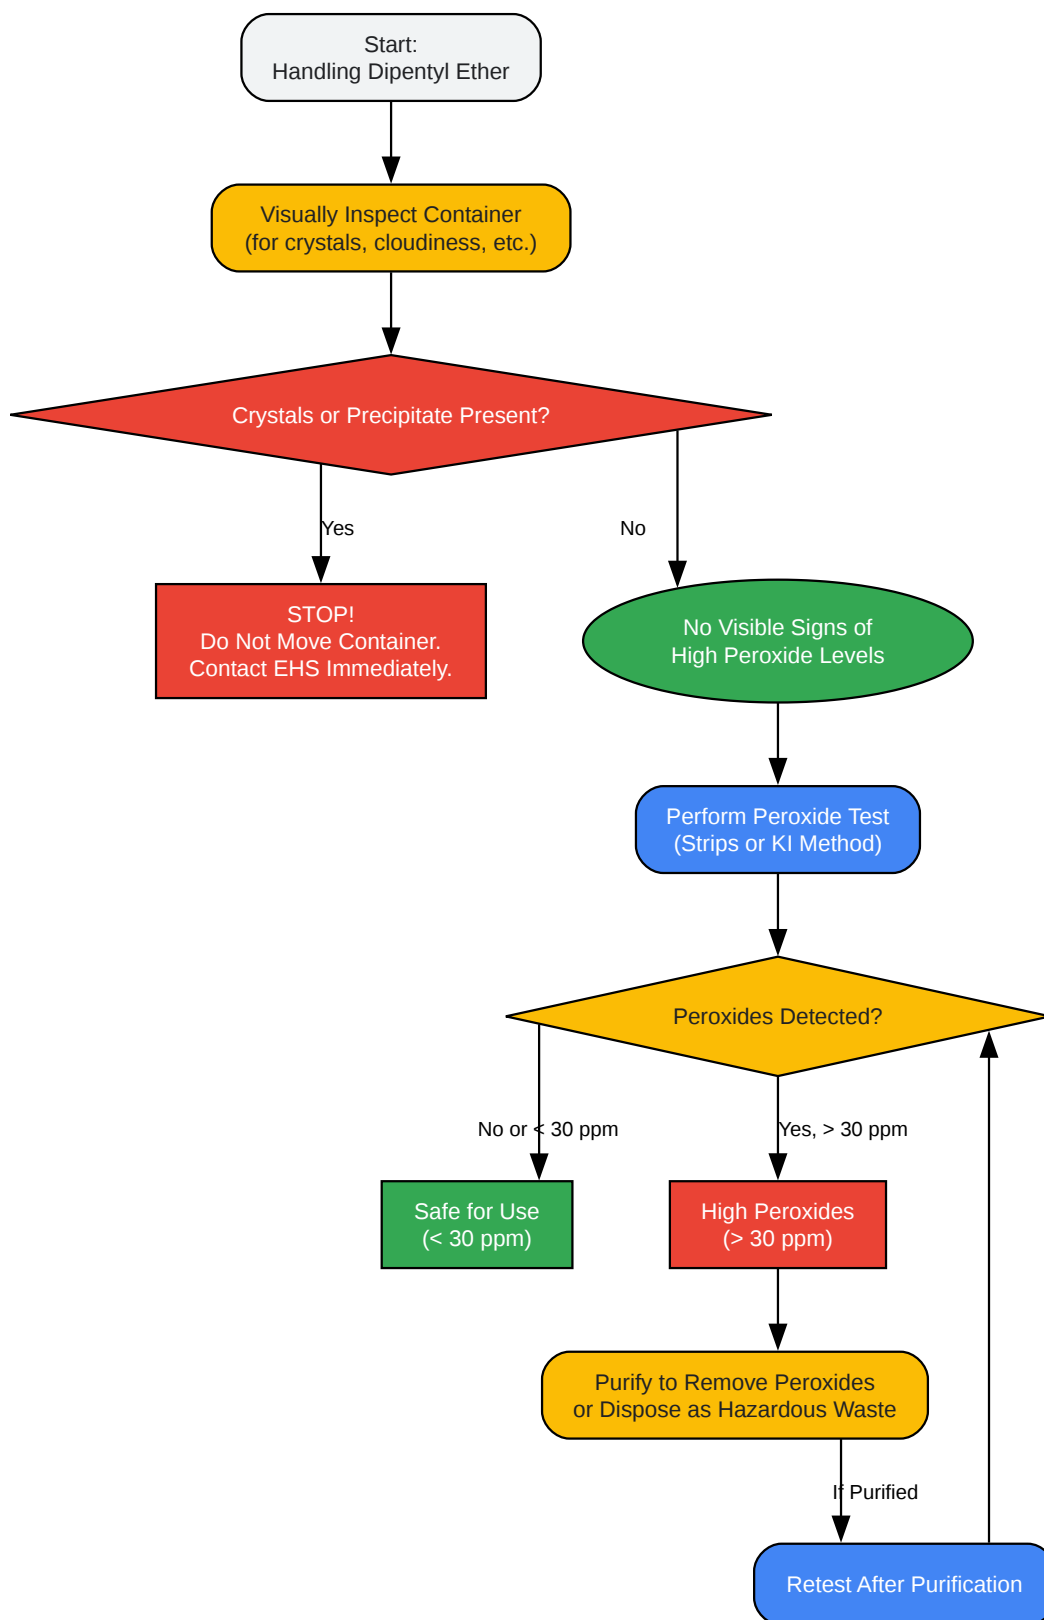 Start:
Handling Dipentyl Ether
Visually Inspect Container
(for crystals, cloudiness, etc.)
Crystals or Precipitate Present?
Yes
No
STOP!
Do Not Move Container.
Contact EHS Immediately.
No Visible Signs of
High Peroxide Levels
Perform Peroxide Test
(Strips or KI Method)
Peroxides Detected?
No or < 30 ppm
Yes, > 30 ppm
Safe for Use
(< 30 ppm)
High Peroxides
(> 30 ppm)
Purify to Remove Peroxides
or Dispose as Hazardous Waste
If Purified
Retest After Purification